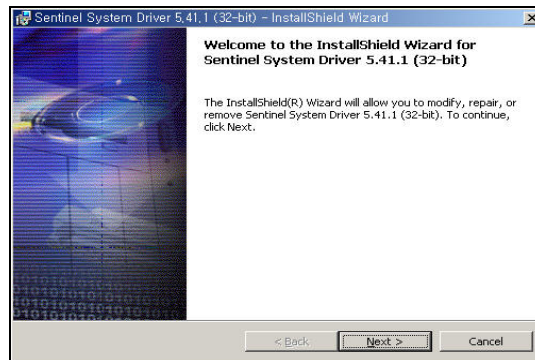 Sentinel System Driver 5.41.1 (32-bit) - InstallShield Wizard
Welcome to the InstallShield Wizard for
Sentinel System Driver 5.41.1 (32-bit)
The InstallShield(R) Wizard will allow you to modify, repair, or
remove Sentinel System Driver 5.41.1 (32-bit). To continue,
click Next.
< Back
Next >
Cancel